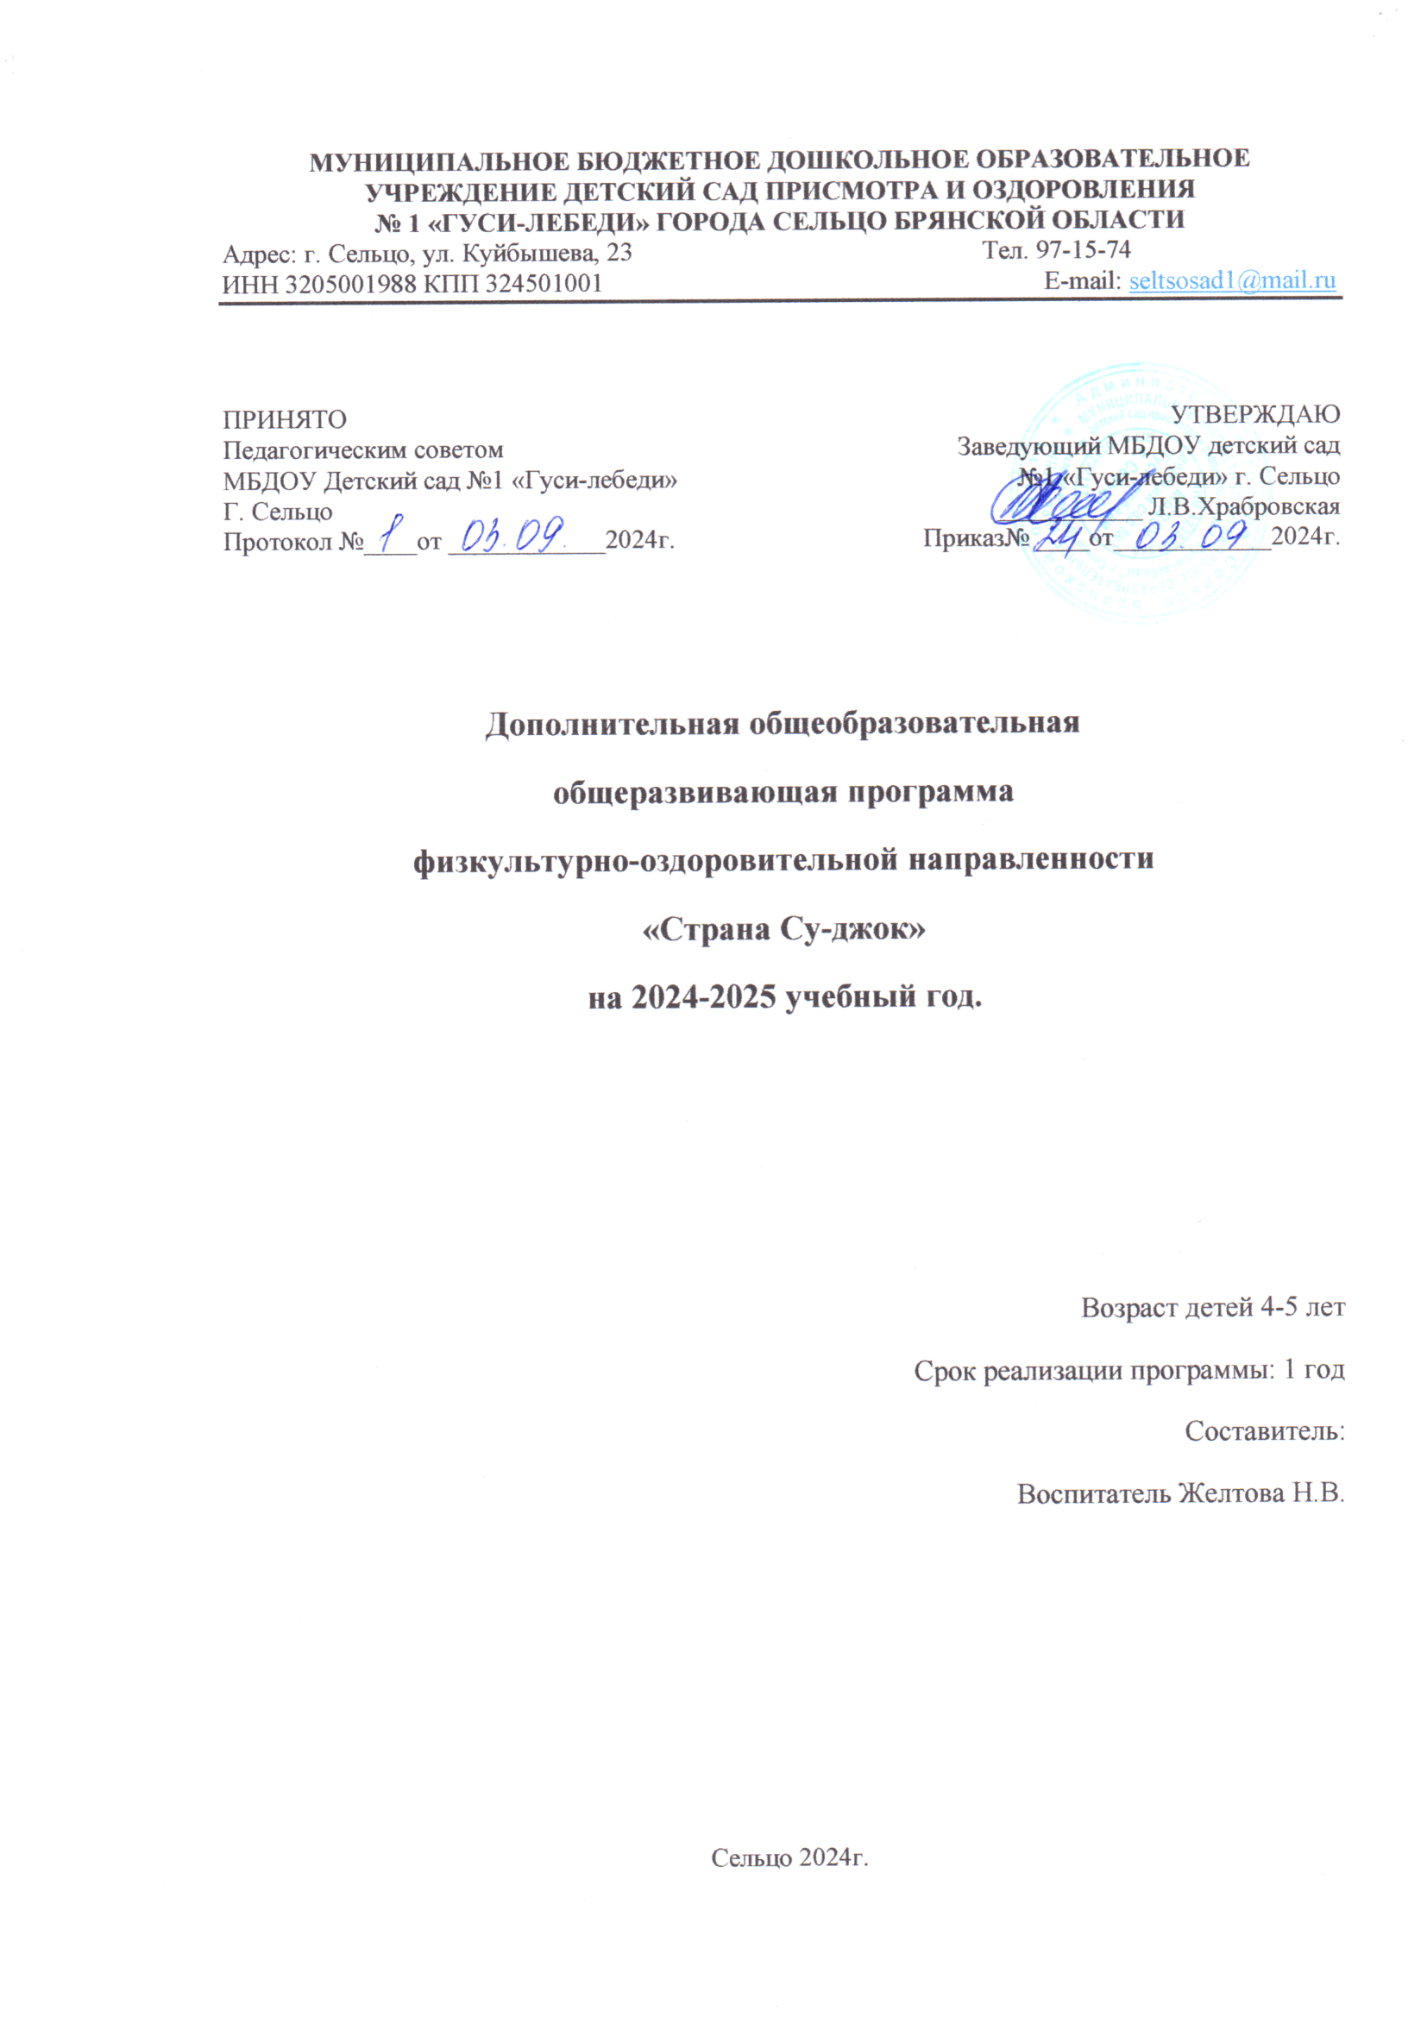 МУНИЦИПАЛЬНОЕ БЮДЖЕТНОЕ ДОШКОЛЬНОЕ ОБРАЗОВАТЕЛЬНОЕ
УЧРЕЖДЕНИЕ ДЕТСКИЙ САД ПРИСМОТРА И ОЗДОРОВЛЕНИЯ
№ 1 «ГУСИ-ЛЕБЕДИ» ГОРОДА СЕЛЬЦО БРЯНСКОЙ ОБЛАСТИ
Адрес: г. Сельцо, ул. Куйбышева, 23 Тел. 97-15-74
ИНН 3205001988 КПП 324501001 E-mail: seltsosad1@mail.ru
ПРИНЯТО
Педагогическим советом
МБДОУ Детский сад №1 «Гуси-лебеди»
Г. Сельцо
Протокол № 1 от 03.09. 2024г.
УТВЕРЖДАЮ
Заведующий МБДОУ детский сад
№1 «Гуси-лебеди» г. Сельцо
Л.В.Храбровская
Приказ№ 24 от 03. 09 2024г.
Дополнительная общеобразовательная
общеразвивающая программа
физкультурно-оздоровительной направленности
«Страна Су-джок»
на 2024-2025 учебный год.
Возраст детей 4-5 лет
Срок реализации программы: 1 год
Составитель:
Воспитатель Желтова Н.В.
Сельцо 2024г.